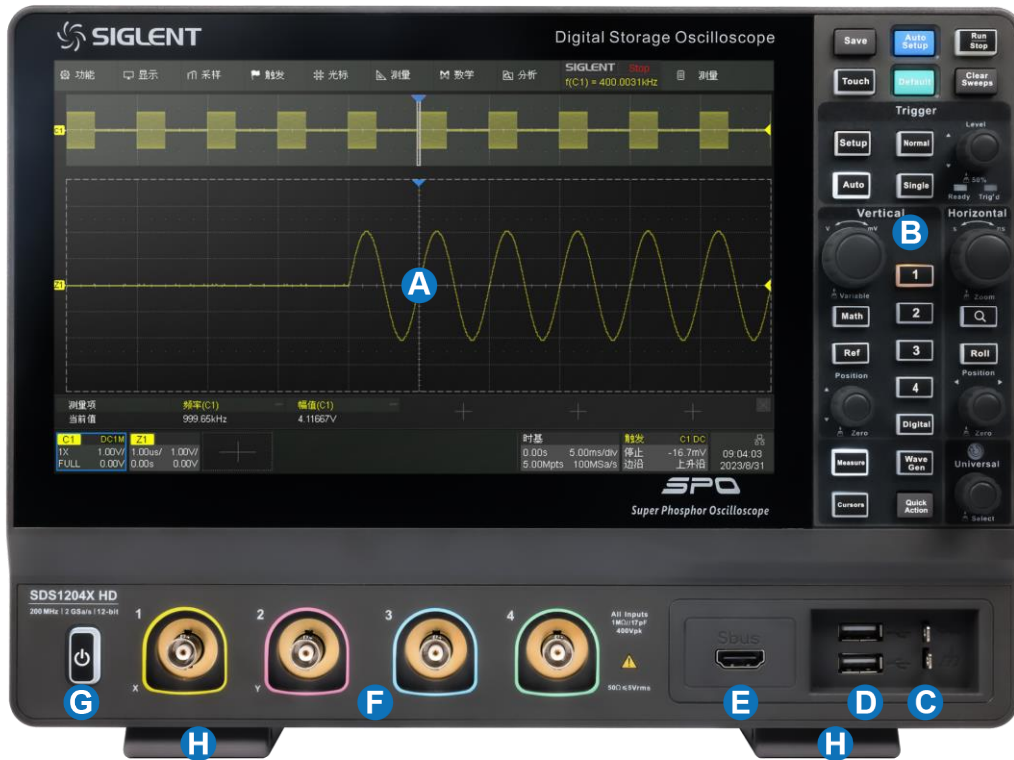 SIGLENT
Digital Storage Oscilloscope
功能 显示 采样 触发 光标 测量 数学 分析 SIGLENT Stop 测量
f(C1) = 400.0031kHz
Z1
A
测量项 频率(C1) 幅值(C1)
当前值 999.65kHz 4.11667V
C1 DC1M Z1 时基 触发 C1 DC
1X 1.00V/ 1.00us/ 1.00V/ 0.00s 5.00ms/div 停止 -16.7mV 09:04:03
FULL 0.00V 0.00s 0.00V 5.00Mpts 100MSa/s 边沿 上升沿 2023/8/31
SPO
Super Phosphor Oscilloscope
Save Auto Setup Run Stop
Touch Default Clear Sweeps
Trigger
Level
Setup Normal
50%
Auto Single
Ready Trig'd
Vertical Horizontal
V mV B s ns
1
Variable Zoom
Math 2
Ref 3 Roll
Position Position
4
Zero Digital Zero
Measure Wave Gen Universal
Cursors Quick Action
Select
SDS1204X HD
200 MHz | 2 GSa/s | 12-bit
1 2 3 4
X Y
All Inputs
1MΩ//17pF
400Vpk
50Ω≤5Vrms
Sbus
G F E D C
H H